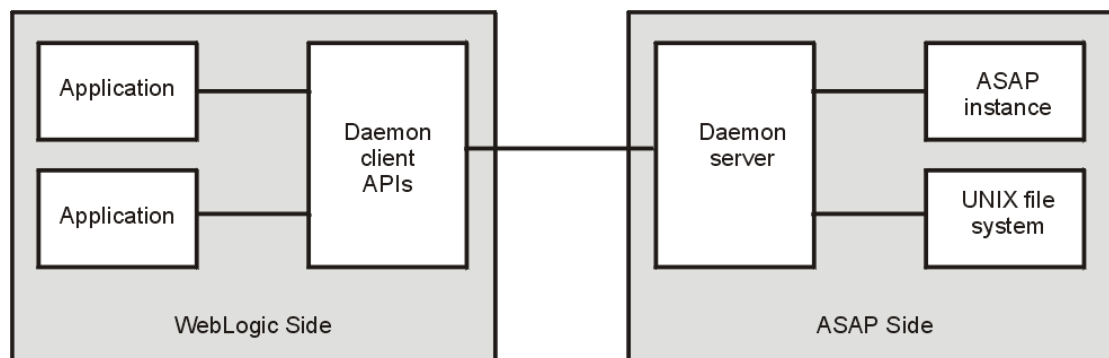 Application
Daemon
client
APIs
Application
WebLogic Side
Daemon
server
ASAP
instance
UNIX file
system
ASAP Side